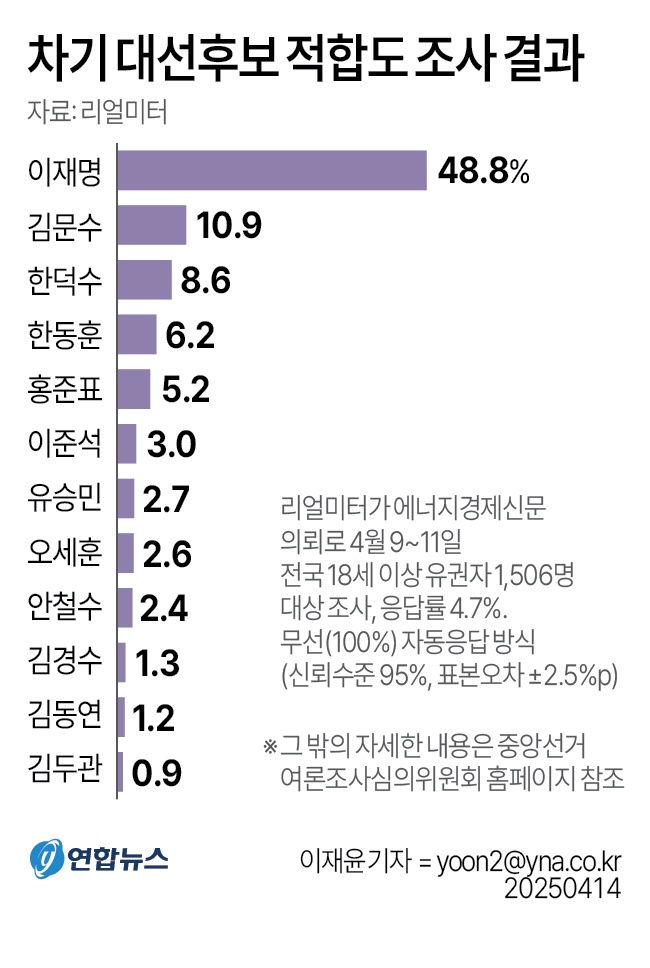 차기 대선후보 적합도 조사 결과
자료: 리얼미터
이재명 48.8%
김문수 10.9
한덕수 8.6
한동훈 6.2
홍준표 5.2
이준석 3.0
유승민 2.7
오세훈 2.6
안철수 2.4
김경수 1.3
김동연 1.2
김두관 0.9
리얼미터가 에너지경제신문
의뢰로 4월 9~11일
전국 18세 이상 유권자 1,506명
대상 조사, 응답률 4.7%.
무선(100%) 자동응답 방식
(신뢰수준 95%, 표본오차 ±2.5%p)
※그 밖의 자세한 내용은 중앙선거
여론조사심의위원회 홈페이지 참조
y 연합뉴스
이재윤 기자 = yoon2@yna.co.kr
20250414